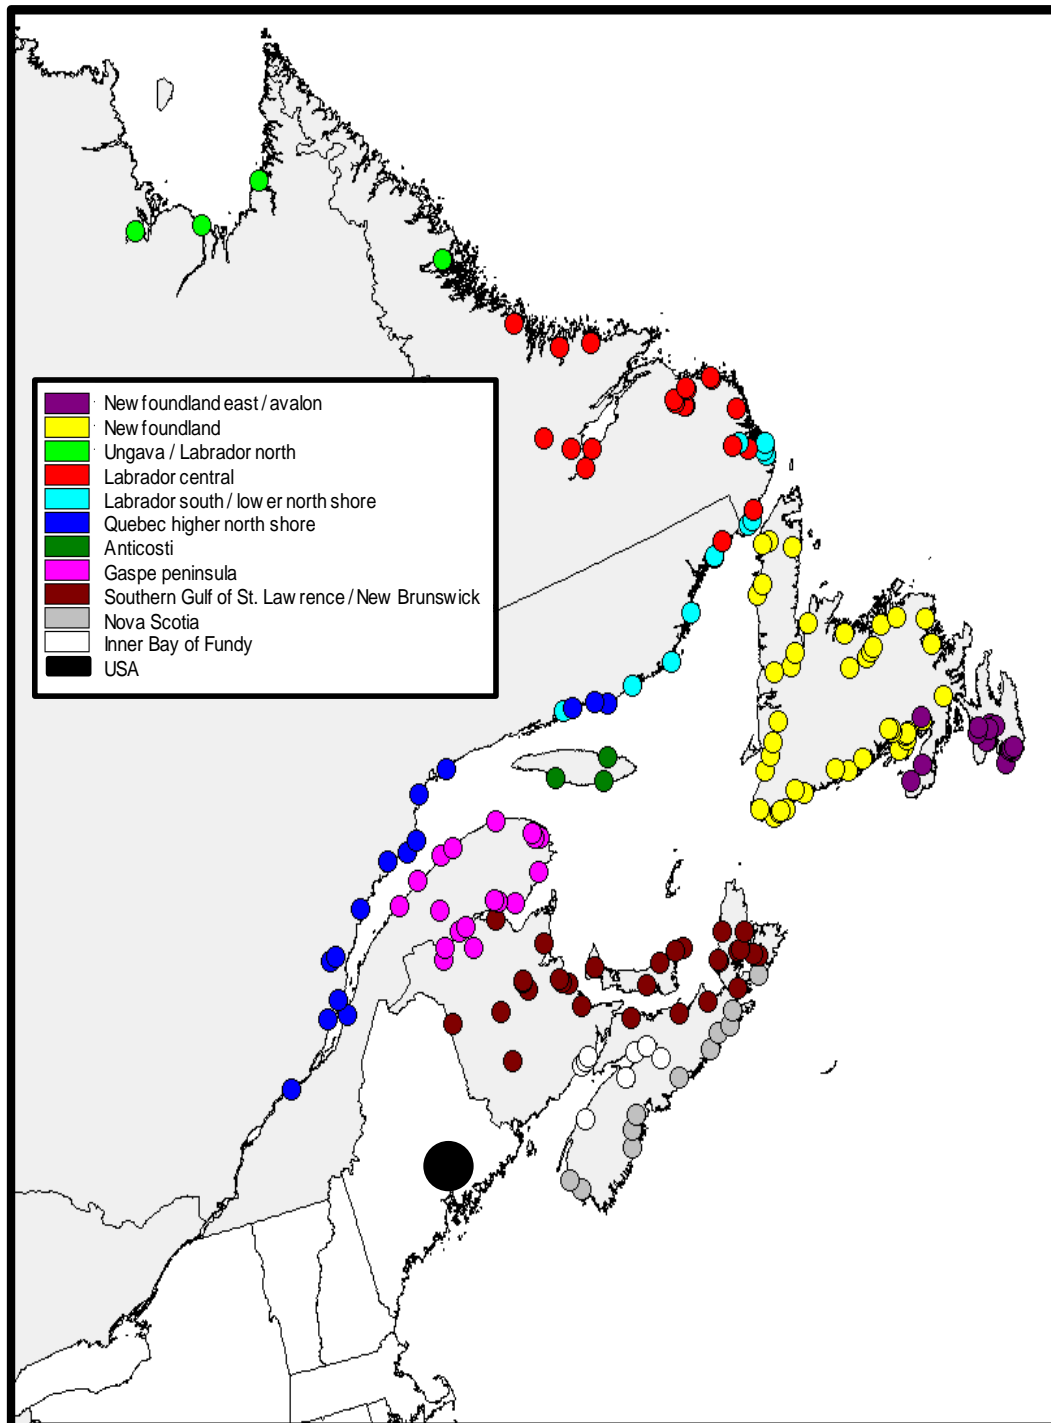 Newfoundland east / avalon
Newfoundland
Ungava / Labrador north
Labrador central
Labrador south / lower north shore
Quebec higher north shore
Anticosti
Gaspe peninsula
Southern Gulf of St. Lawrence / New Brunswick
Nova Scotia
Inner Bay of Fundy
USA